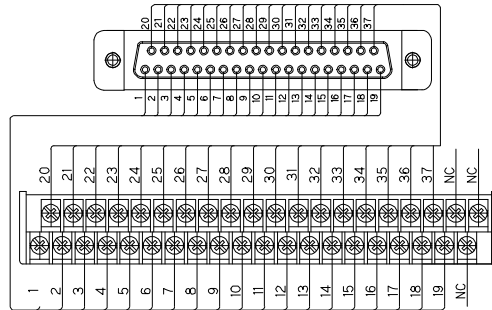 20 21 22 23 24 25 26 27 28 29 30 31 32 33 34 35 36 37
1 2 3 4 5 6 7 8 9 10 11 12 13 14 15 16 17 18 19
20 21 22 23 24 25 26 27 28 29 30 31 32 33 34 35 36 37 NC NC
1 2 3 4 5 6 7 8 9 10 11 12 13 14 15 16 17 18 19 NC